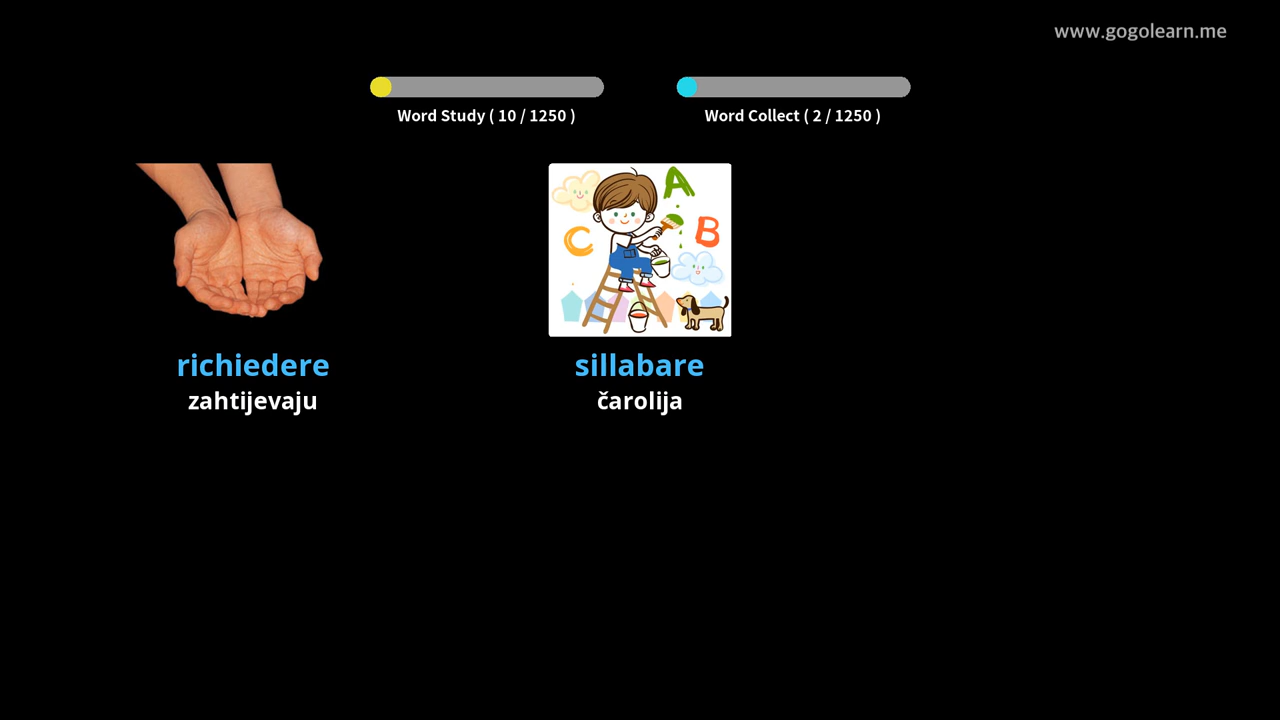 www.gogolearn.me
Word Study ( 10 / 1250 )
Word Collect ( 2 / 1250 )
A
B
C
richiedere
sillabare
zahtijevaju
čarolija